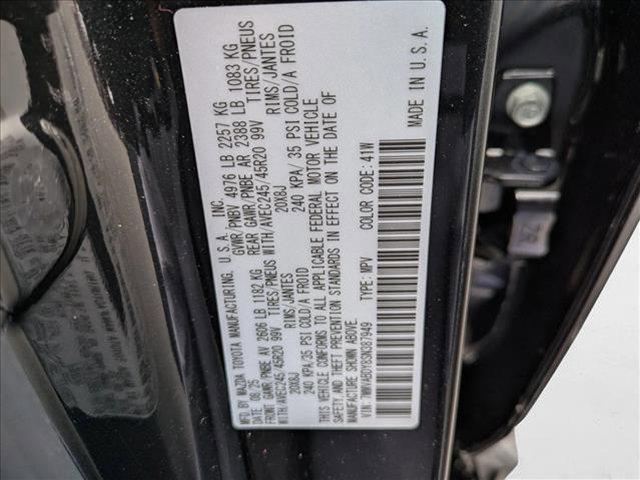 MFD. BY MAZDA TOYOTA MANUFACTURING, U.S.A., INC.
DATE: 08/25 GVWR/PNBV 4976 LB 2257 KG
FRONT GAWR/PNBE AV 2606 LB 1182 KG REAR GAWR/PNBE AR 2388 LB 1083 KG
WITH/AVEC245/45R20 99V TIRES/PNEUS WITH/AVEC245/45R20 99V TIRES/PNEUS
20X8J RIMS/JANTES 20X8J RIMS/JANTES
240 KPA/35 PSI COLD/A FROID 240 KPA/ 35 PSI COLD/A FROID
THIS VEHICLE CONFORMS TO ALL APPLICABLE FEDERAL MOTOR VEHICLE
SAFETY, AND THEFT PREVENTION STANDARDS IN EFFECT ON THE DATE OF
MANUFACTURE SHOWN ABOVE.
VIN: TYPE: MPV
COLOR CODE: 41W
MADE IN U.S.A.